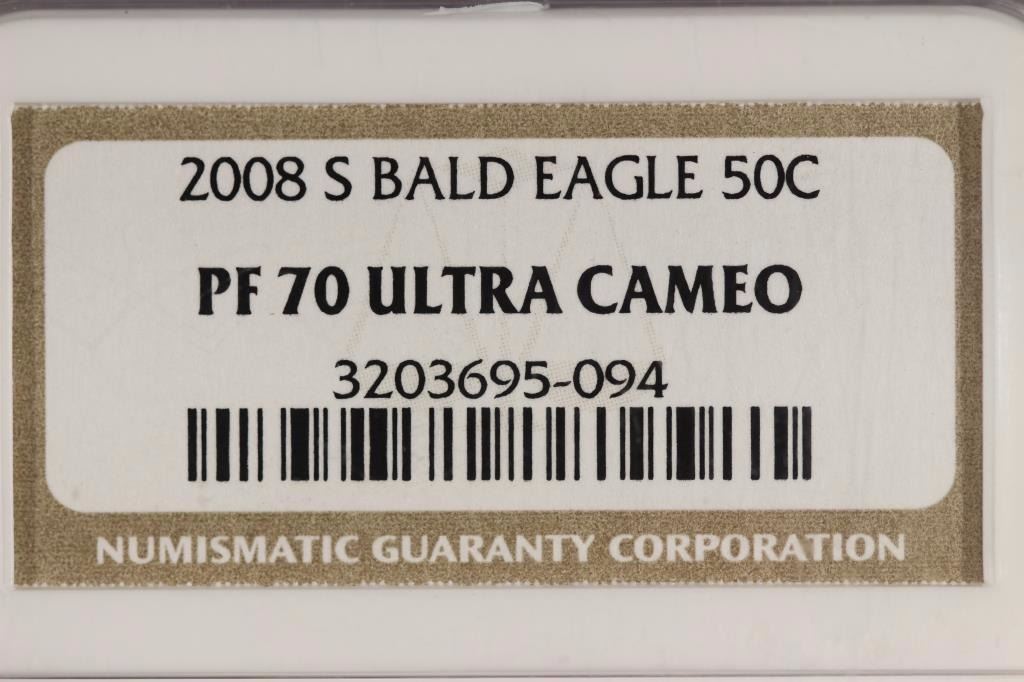 2008 S BALD EAGLE 50C
PF 70 ULTRA CAMEO
3203695-094
NUMISMATIC GUARANTY CORPORATION